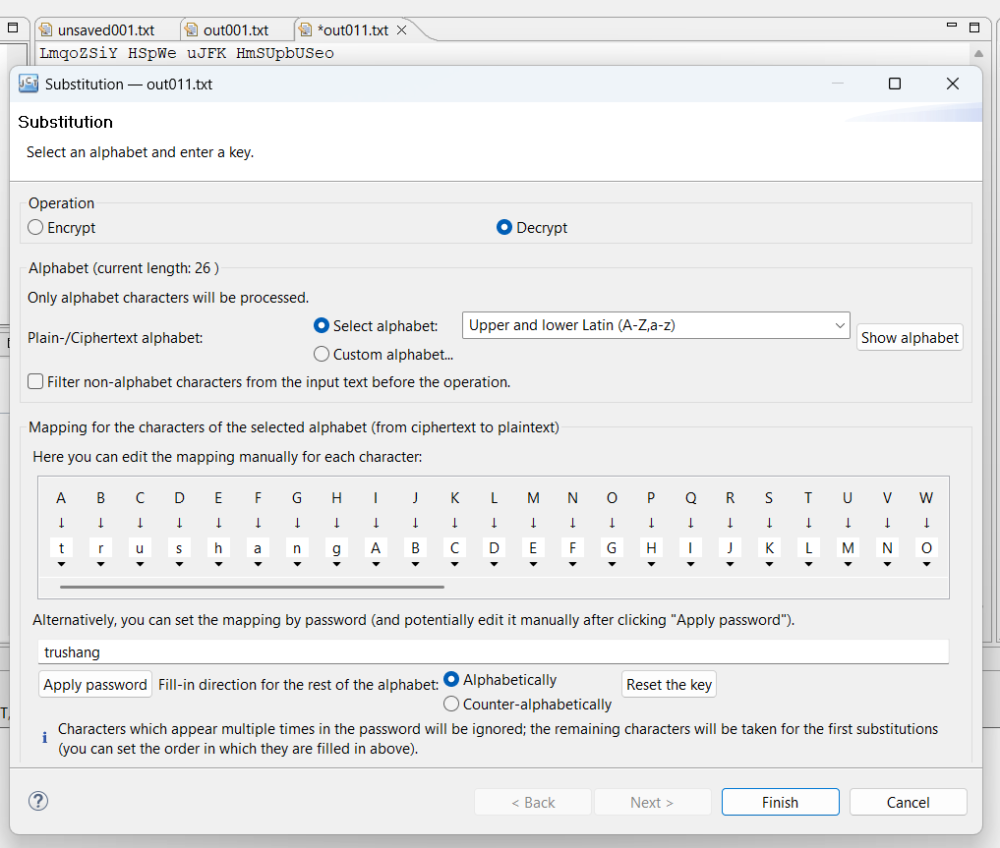 unsaved001.txt out001.txt *out011.txt
LmqoZSiY HSpWe uJFK HmSUpbUSeo
Substitution — out011.txt
Substitution
Select an alphabet and enter a key.
Operation
Encrypt Decrypt
Alphabet (current length: 26 )
Only alphabet characters will be processed.
Plain-/Ciphertext alphabet:
Select alphabet: Upper and lower Latin (A-Z,a-z)
Show alphabet
Custom alphabet...
Filter non-alphabet characters from the input text before the operation.
Mapping for the characters of the selected alphabet (from ciphertext to plaintext)
Here you can edit the mapping manually for each character:
A B C D E F G H I J K L M N O P Q R S T U V W
↓ ↓ ↓ ↓ ↓ ↓ ↓ ↓ ↓ ↓ ↓ ↓ ↓ ↓ ↓ ↓ ↓ ↓ ↓ ↓ ↓ ↓ ↓
t r u s h a n g A B C D E F G H I J K L M N O
Alternatively, you can set the mapping by password (and potentially edit it manually after clicking "Apply password").
trushang
Apply password Fill-in direction for the rest of the alphabet: Alphabetically Reset the key
Counter-alphabetically
Characters which appear multiple times in the password will be ignored; the remaining characters will be taken for the first substitutions
(you can set the order in which they are filled in above).
? < Back Next > Finish Cancel